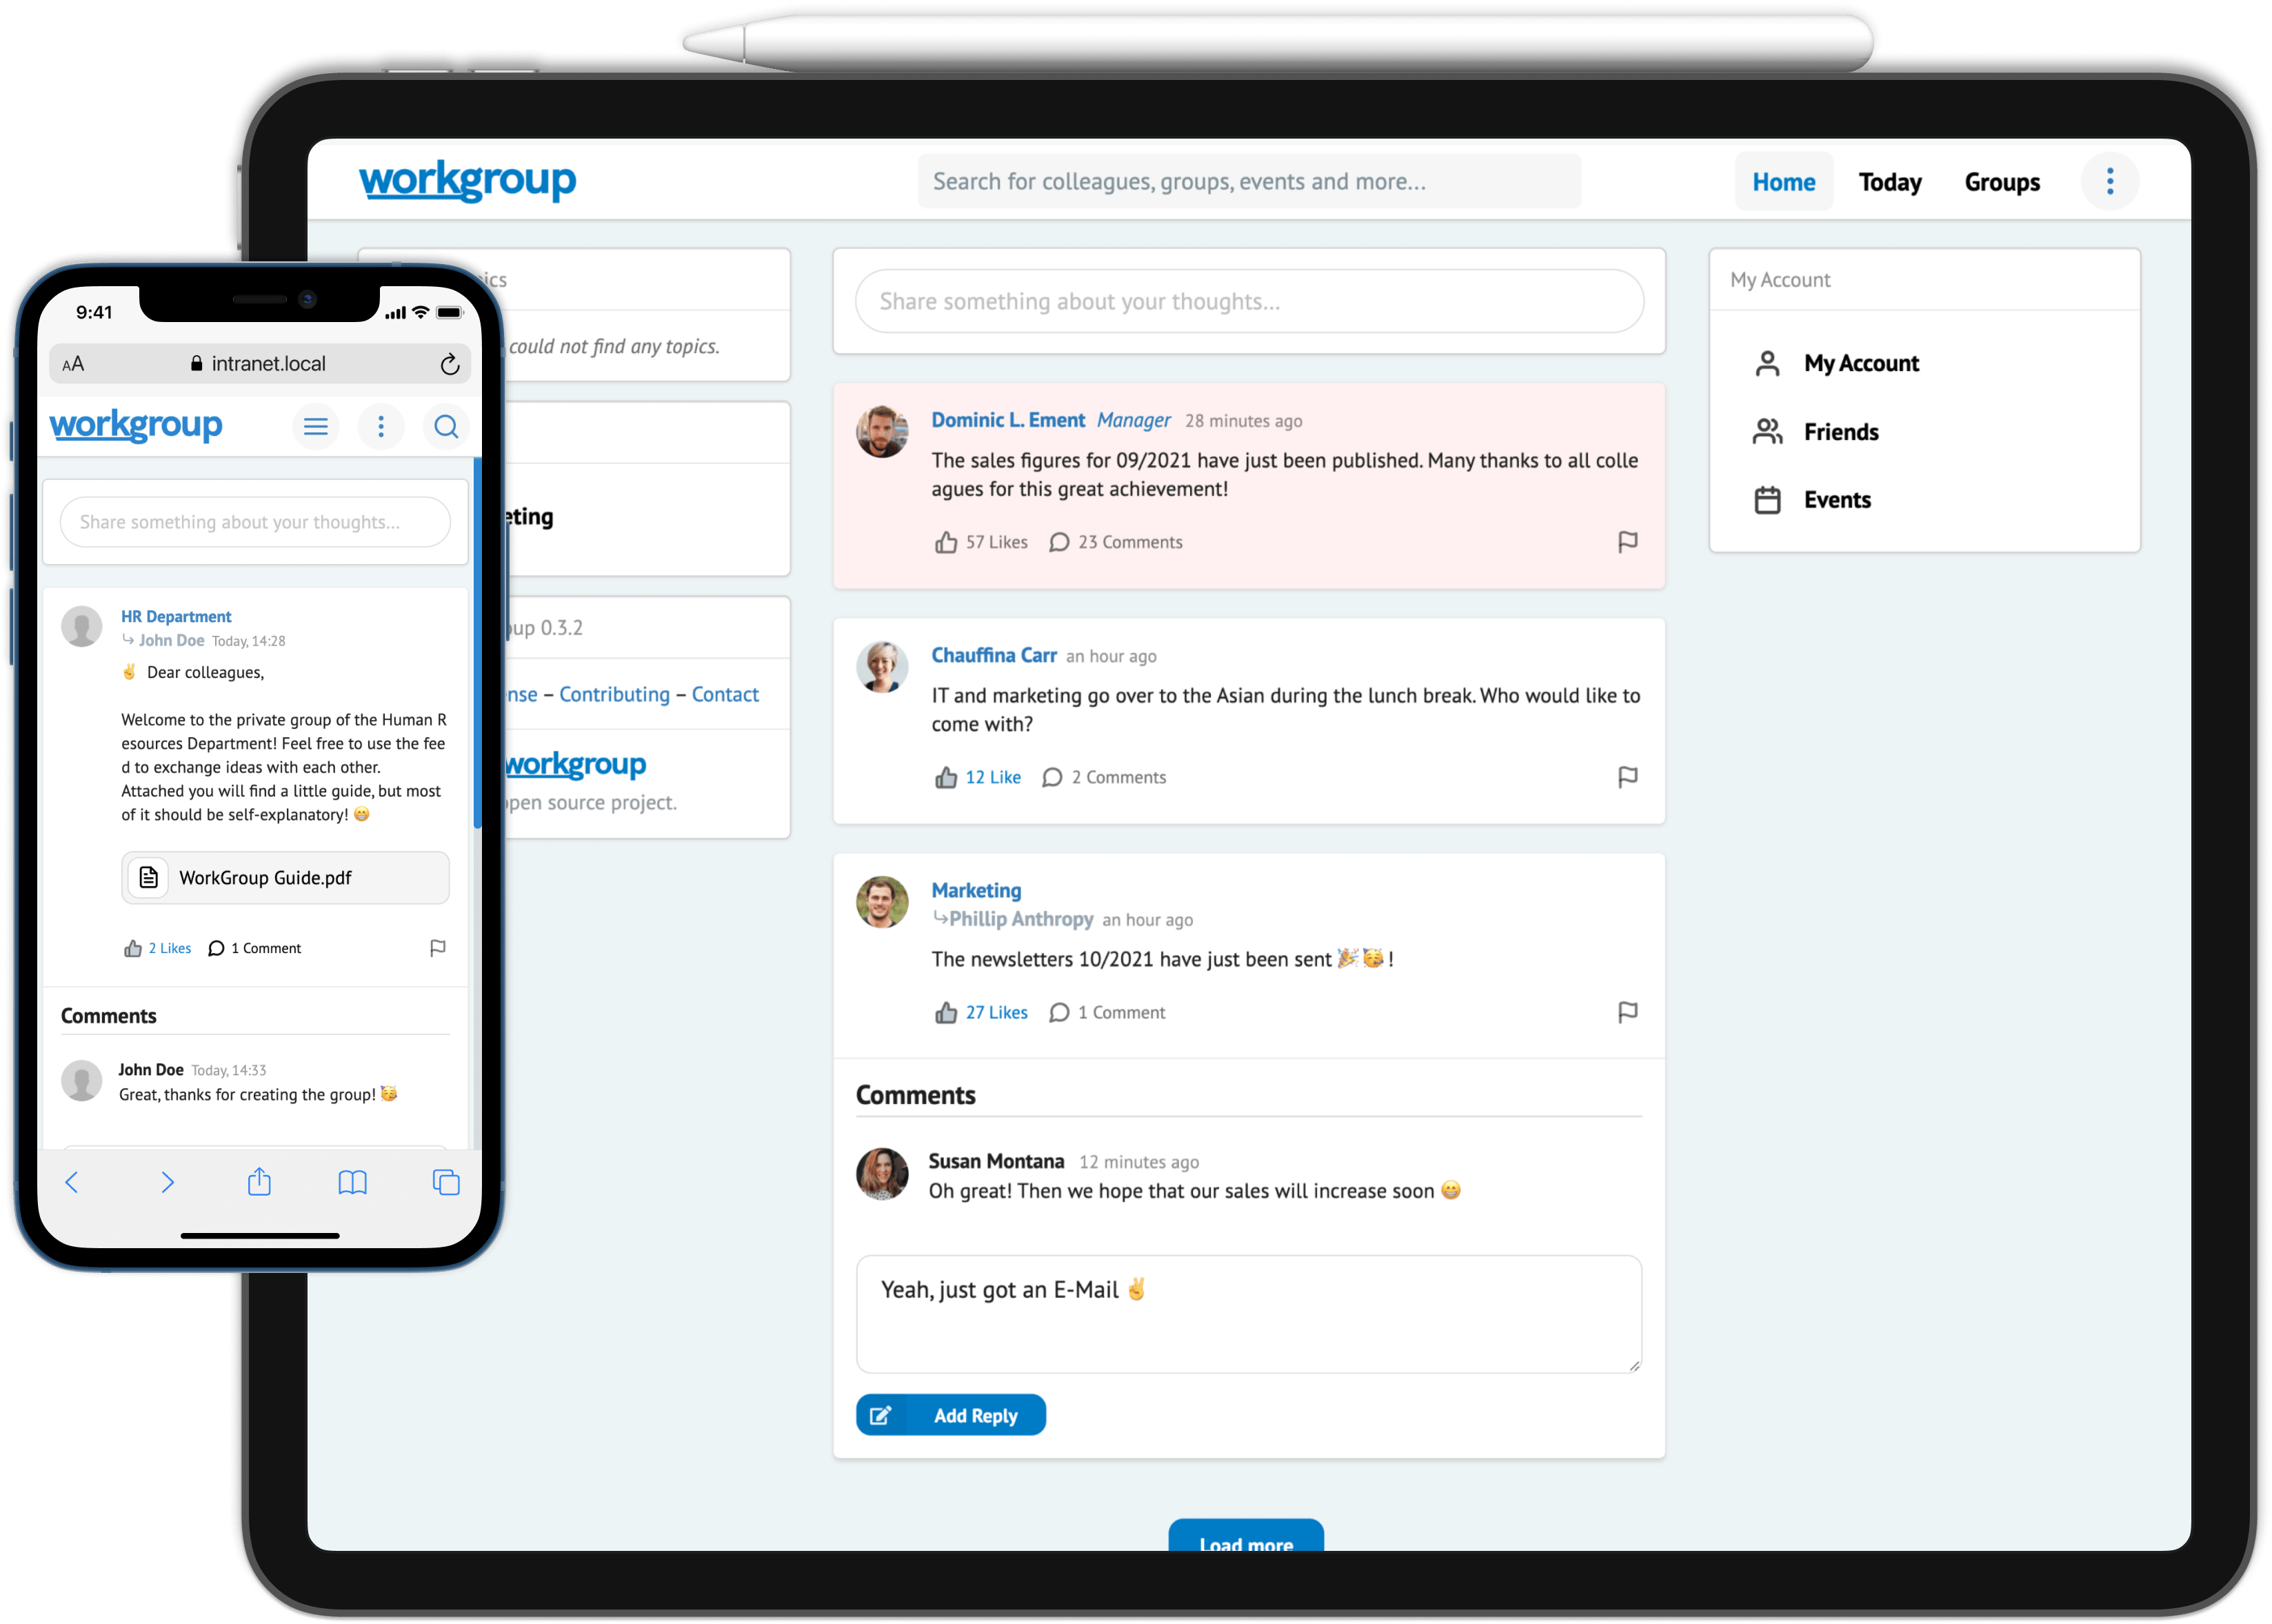 workgroup
Search for colleagues, groups, events and more...
Home
Today
Groups
could not find any topics.
0.3.2
– Contributing – Contact
workgroup
source project.
Share something about your thoughts...
Dominic L. Ement Manager 28 minutes ago
The sales figures for 09/2021 have just been published. Many thanks to all colle
agues for this great achievement!
57 Likes 23 Comments
Chauffina Carr an hour ago
IT and marketing go over to the Asian during the lunch break. Who would like to
come with?
12 Like 2 Comments
Marketing
Phillip Anthropy an hour ago
The newsletters 10/2021 have just been sent 🎉🥳!
27 Likes 1 Comment
Comments
Susan Montana 12 minutes ago
Oh great! Then we hope that our sales will increase soon 😁
Yeah, just got an E-Mail ✌️
Add Reply
Load more
My Account
My Account
Friends
Events
9:41
AA intranet.local
workgroup
Share something about your thoughts...
HR Department
John Doe Today, 14:28
✌️ Dear colleagues,
Welcome to the private group of the Human R
esources Department! Feel free to use the fee
d to exchange ideas with each other.
Attached you will find a little guide, but most
of it should be self-explanatory! 😁
WorkGroup Guide.pdf
2 Likes 1 Comment
Comments
John Doe Today, 14:33
Great, thanks for creating the group! 🥳